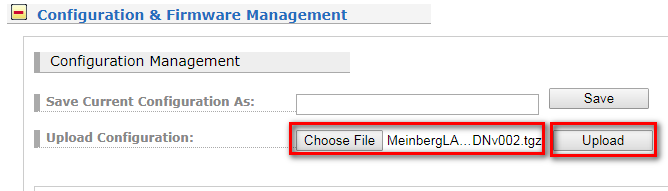 Configuration & Firmware Management
Configuration Management
Save Current Configuration As: Save
Upload Configuration: Choose File MeinbergLA...DNv002.tgz Upload